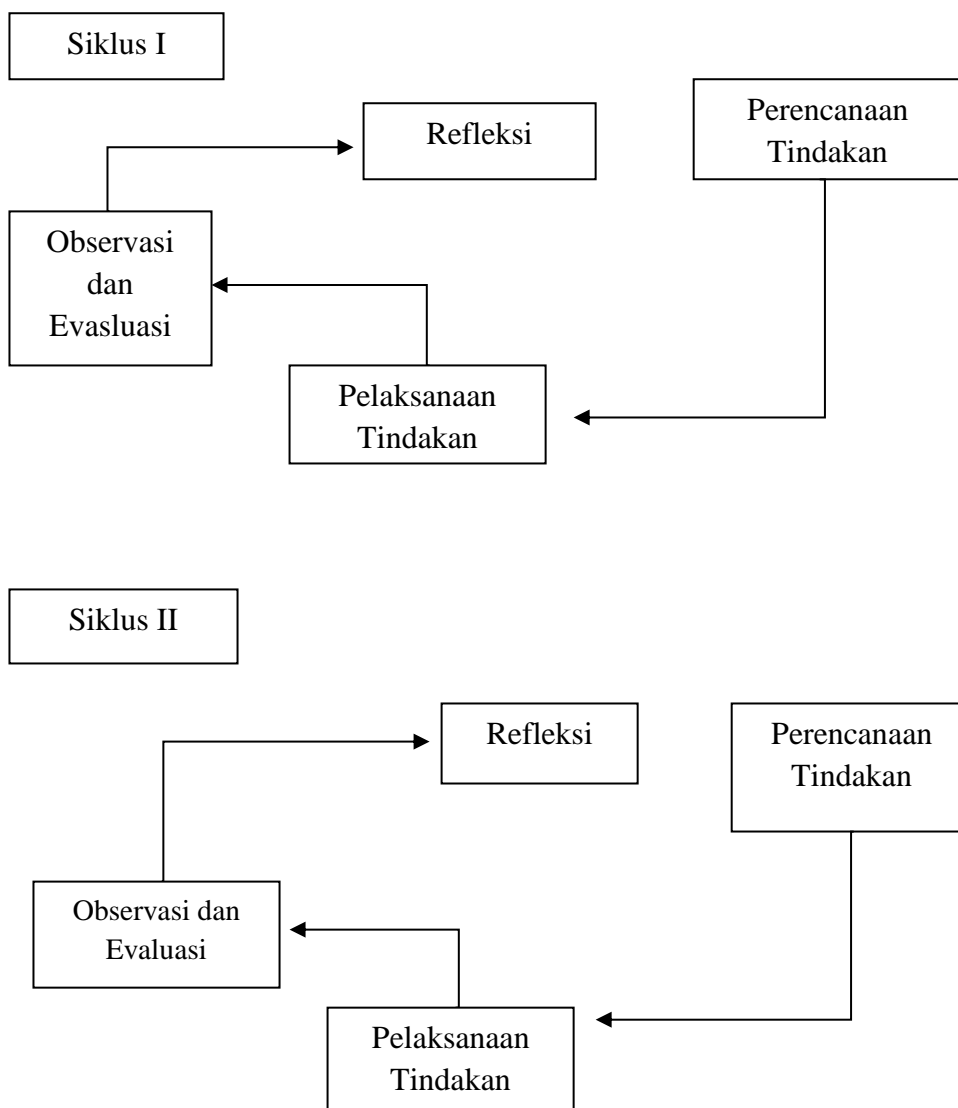 Siklus I
Refleksi
Perencanaan
Tindakan
Observasi
dan
Evasluasi
Pelaksanaan
Tindakan
Siklus II
Refleksi
Perencanaan
Tindakan
Observasi dan
Evaluasi
Pelaksanaan
Tindakan